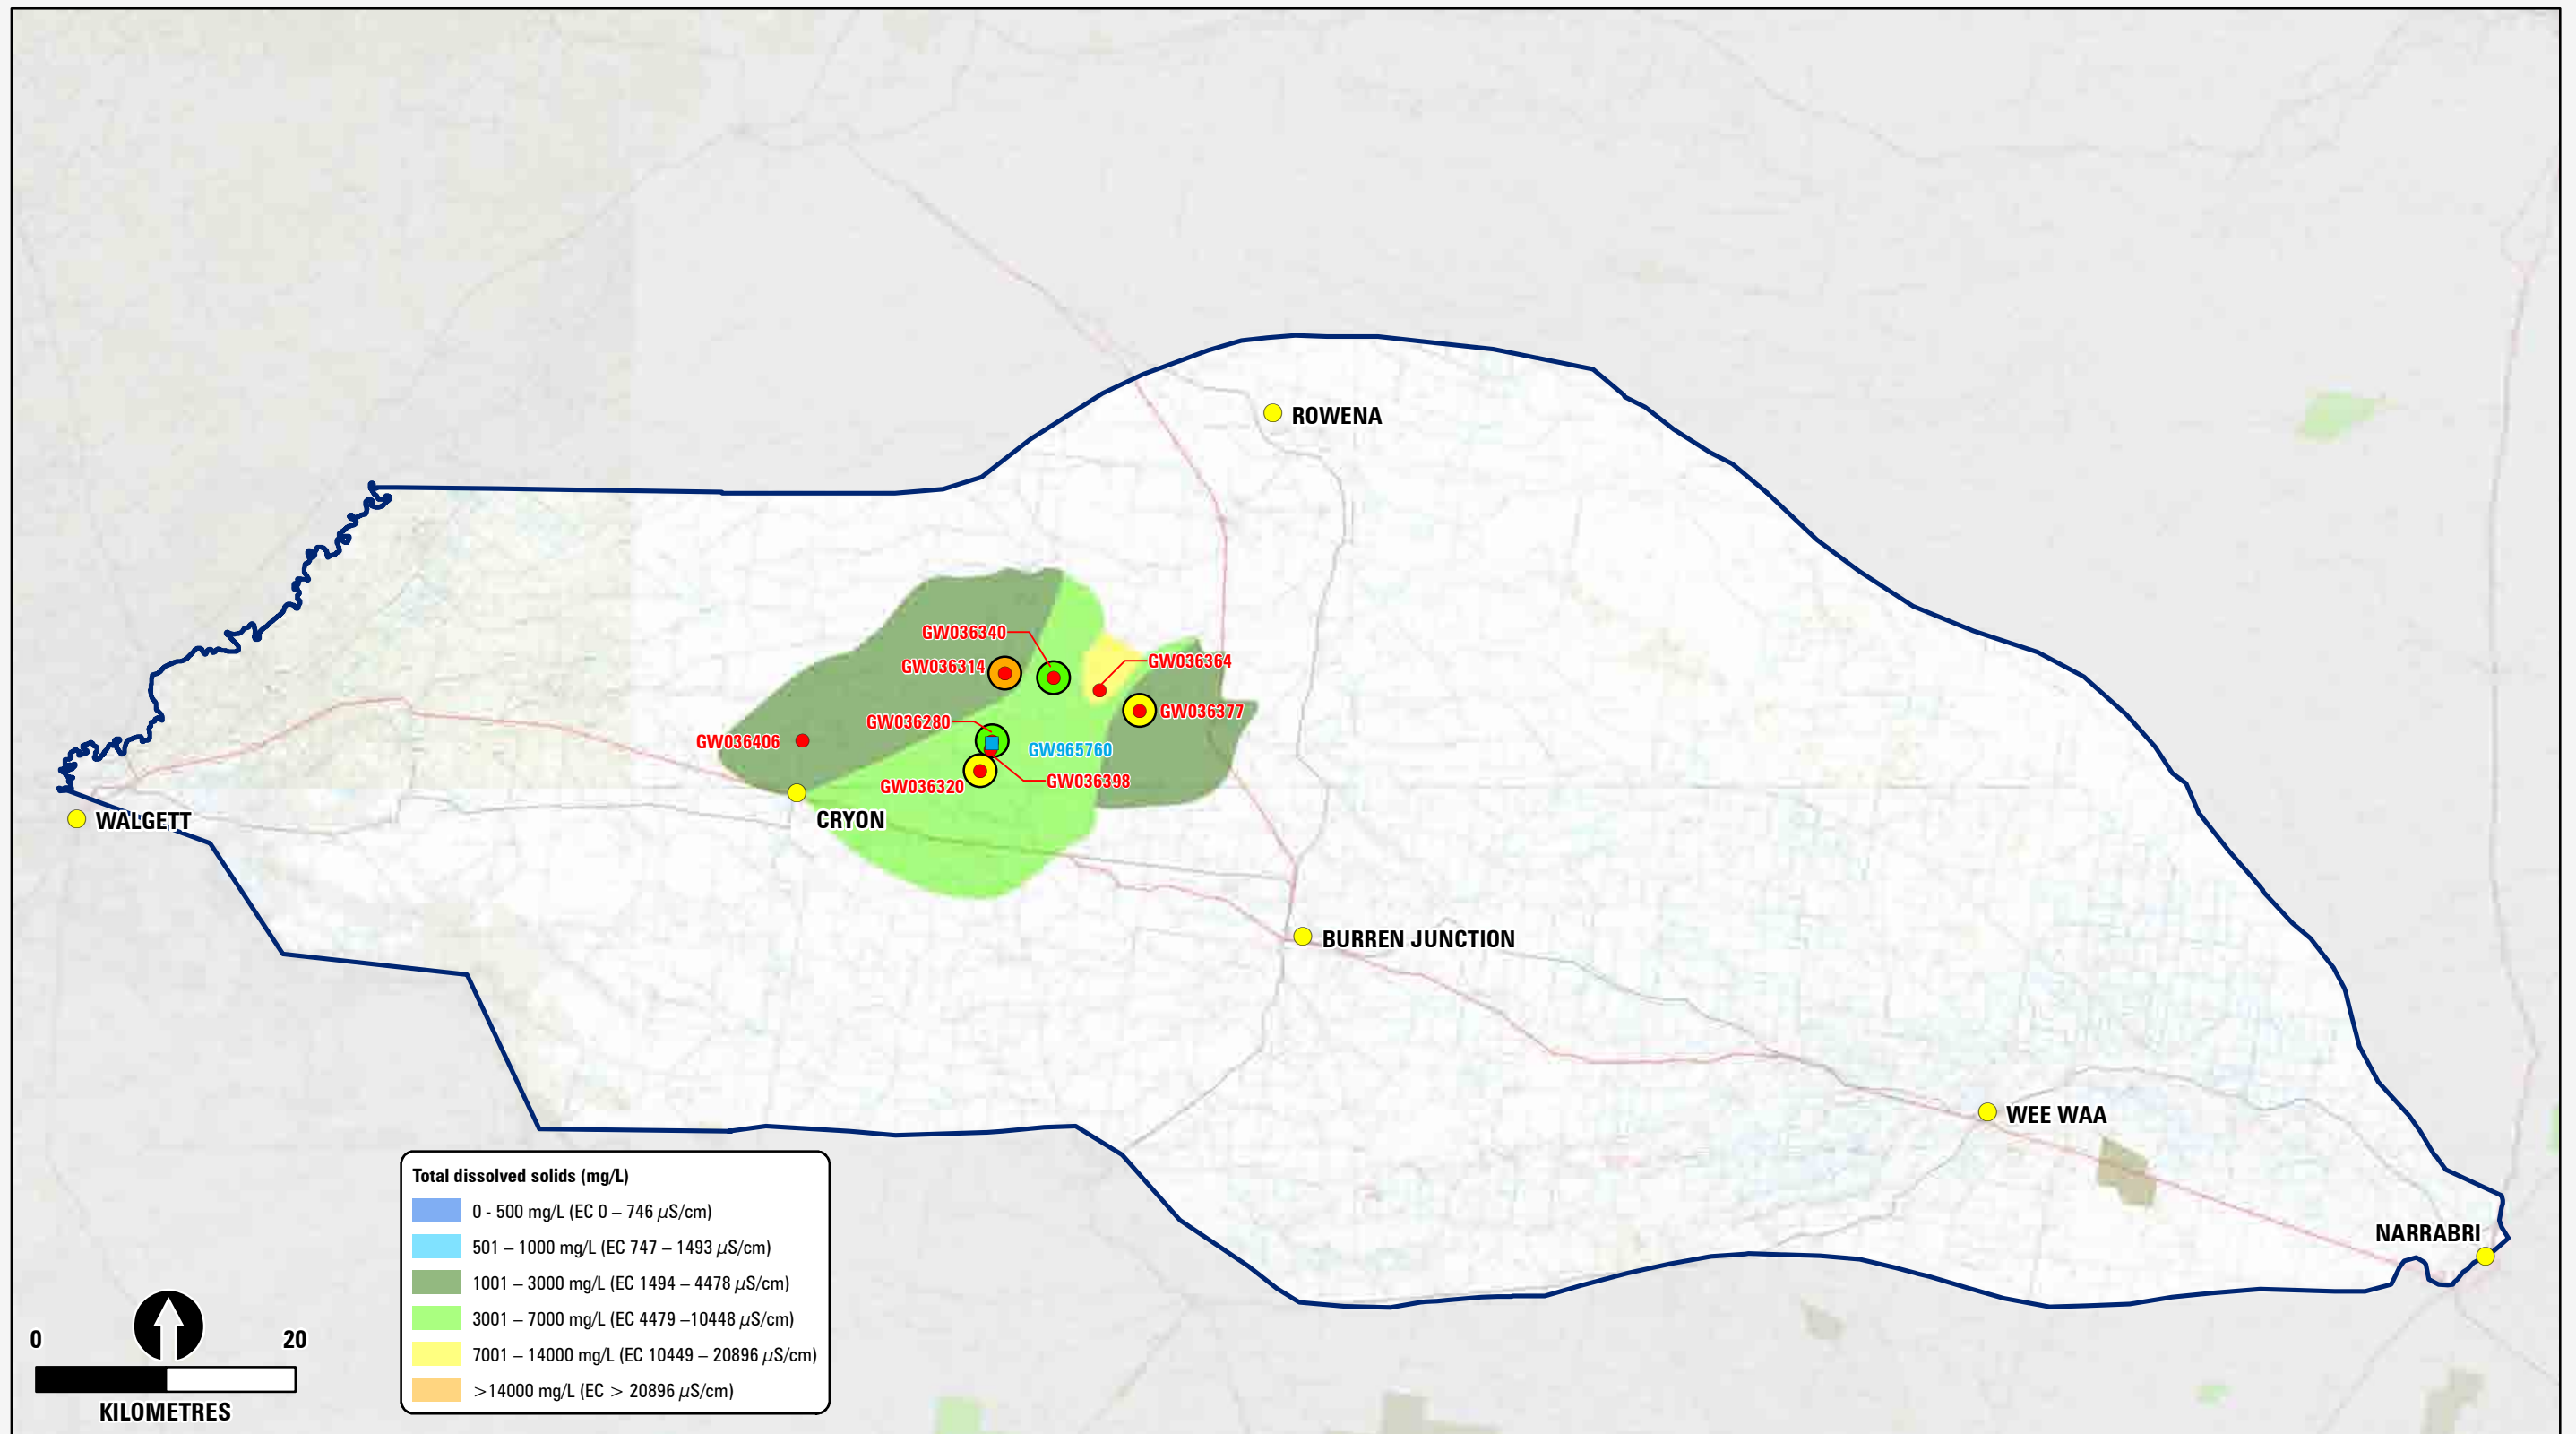 ROWENA
GW036340
GW036314
GW036364
GW036377
GW036280
GW036406
GW965760
GW036398
GW036320
WALGETT
CRYON
BURREN JUNCTION
WEE WAA
NARRABRI
Total dissolved solids (mg/L)
0 - 500 mg/L (EC 0 – 746 µS/cm)
501 – 1000 mg/L (EC 747 – 1493 µS/cm)
1001 – 3000 mg/L (EC 1494 – 4478 µS/cm)
3001 – 7000 mg/L (EC 4479 –10448 µS/cm)
7001 – 14000 mg/L (EC 10449 – 20896 µS/cm)
>14000 mg/L (EC > 20896 µS/cm)
0 20
KILOMETRES